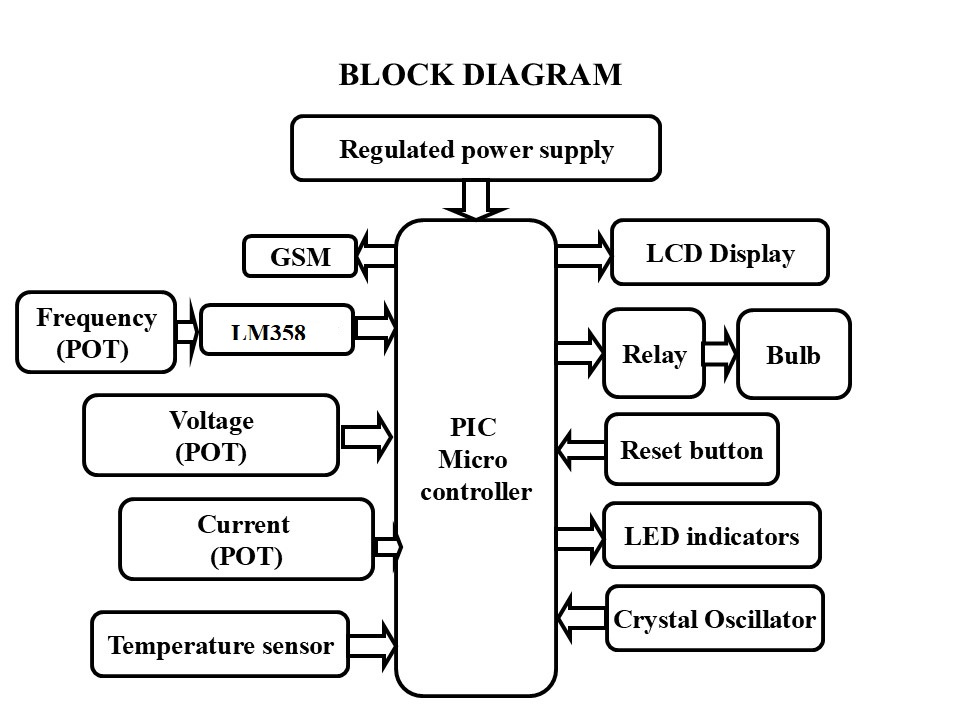 BLOCK DIAGRAM
Regulated power supply
GSM
LCD Display
Frequency
(POT)
LM358
Relay
Bulb
Voltage
(POT)
PIC
Micro
controller
Reset button
Current
(POT)
LED indicators
Temperature sensor
Crystal Oscillator